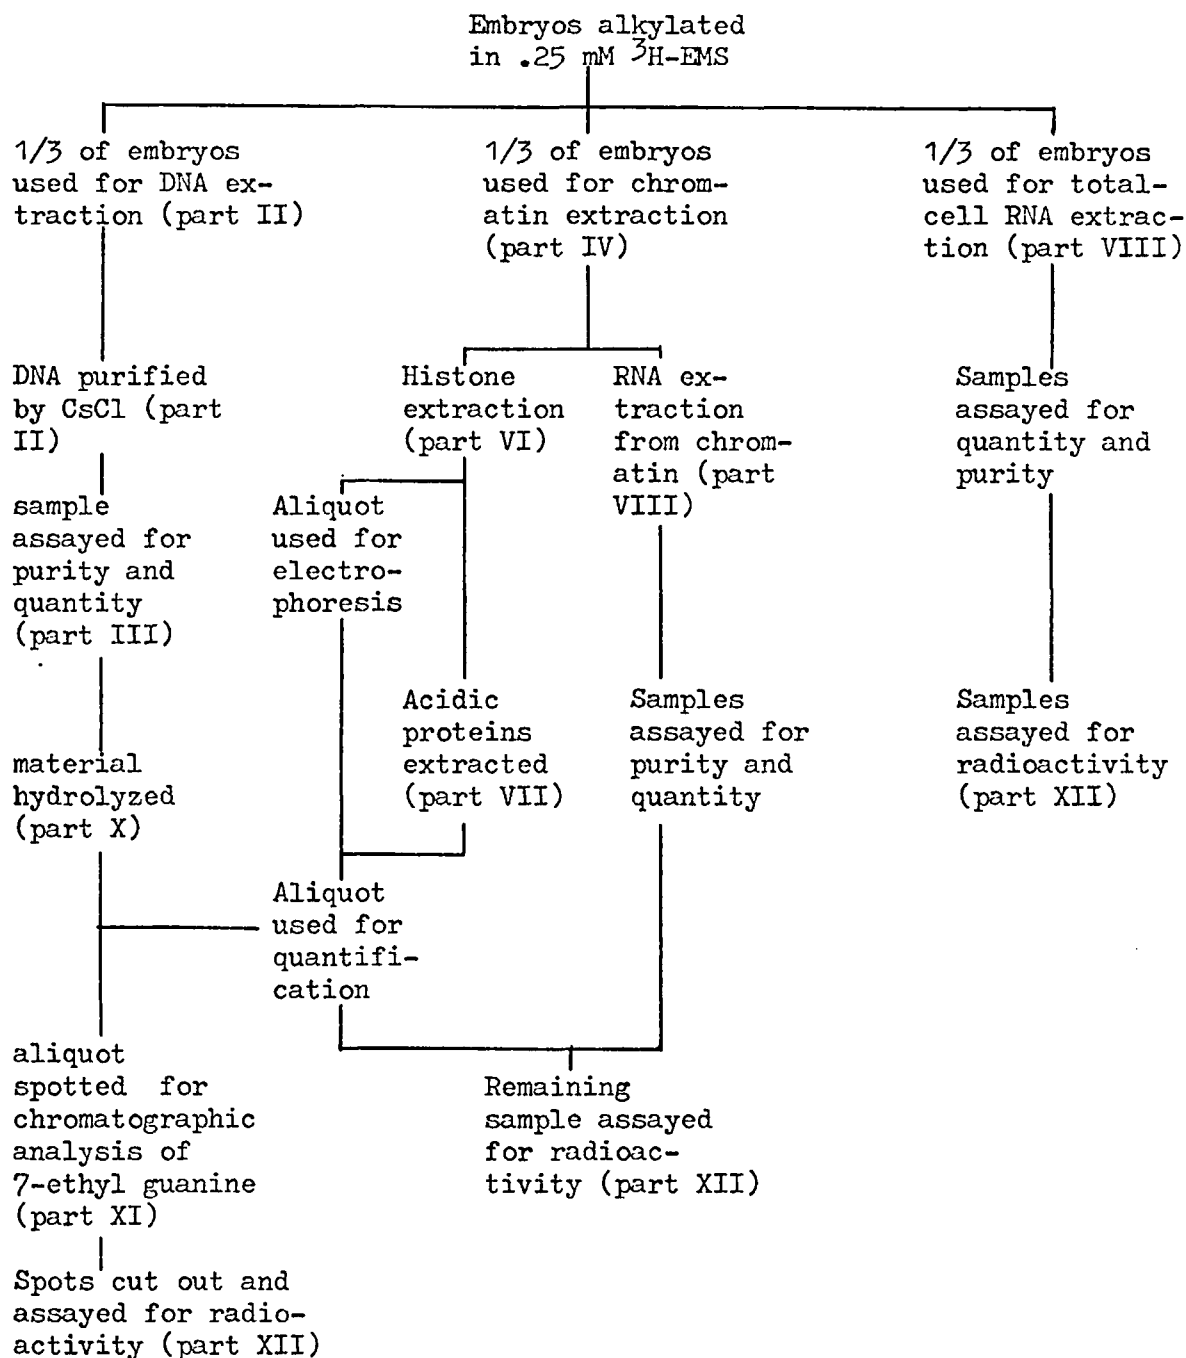 Embryos alkylated
in .25 mM 3H-EMS
1/3 of embryos
used for DNA ex-
traction (part II)
1/3 of embryos
used for chrom-
atin extraction
(part IV)
1/3 of embryos
used for total-
cell RNA extrac-
tion (part VIII)
DNA purified
by CsCl (part
II)
Histone
extraction
(part VI)
RNA ex-
traction
from chrom-
atin (part
VIII)
Samples
assayed for
quantity and
purity
sample
assayed for
purity and
quantity
(part III)
Aliquot
used for
electro-
phoresis
Acidic
proteins
extracted
(part VII)
Samples
assayed for
purity and
quantity
Samples
assayed for
radioactivity
(part XII)
material
hydrolyzed
(part X)
Aliquot
used for
quantifi-
cation
aliquot
spotted for
chromatographic
analysis of
7-ethyl guanine
(part XI)
Remaining
sample assayed
for radioac-
tivity (part XII)
Spots cut out and
assayed for radio-
activity (part XII)